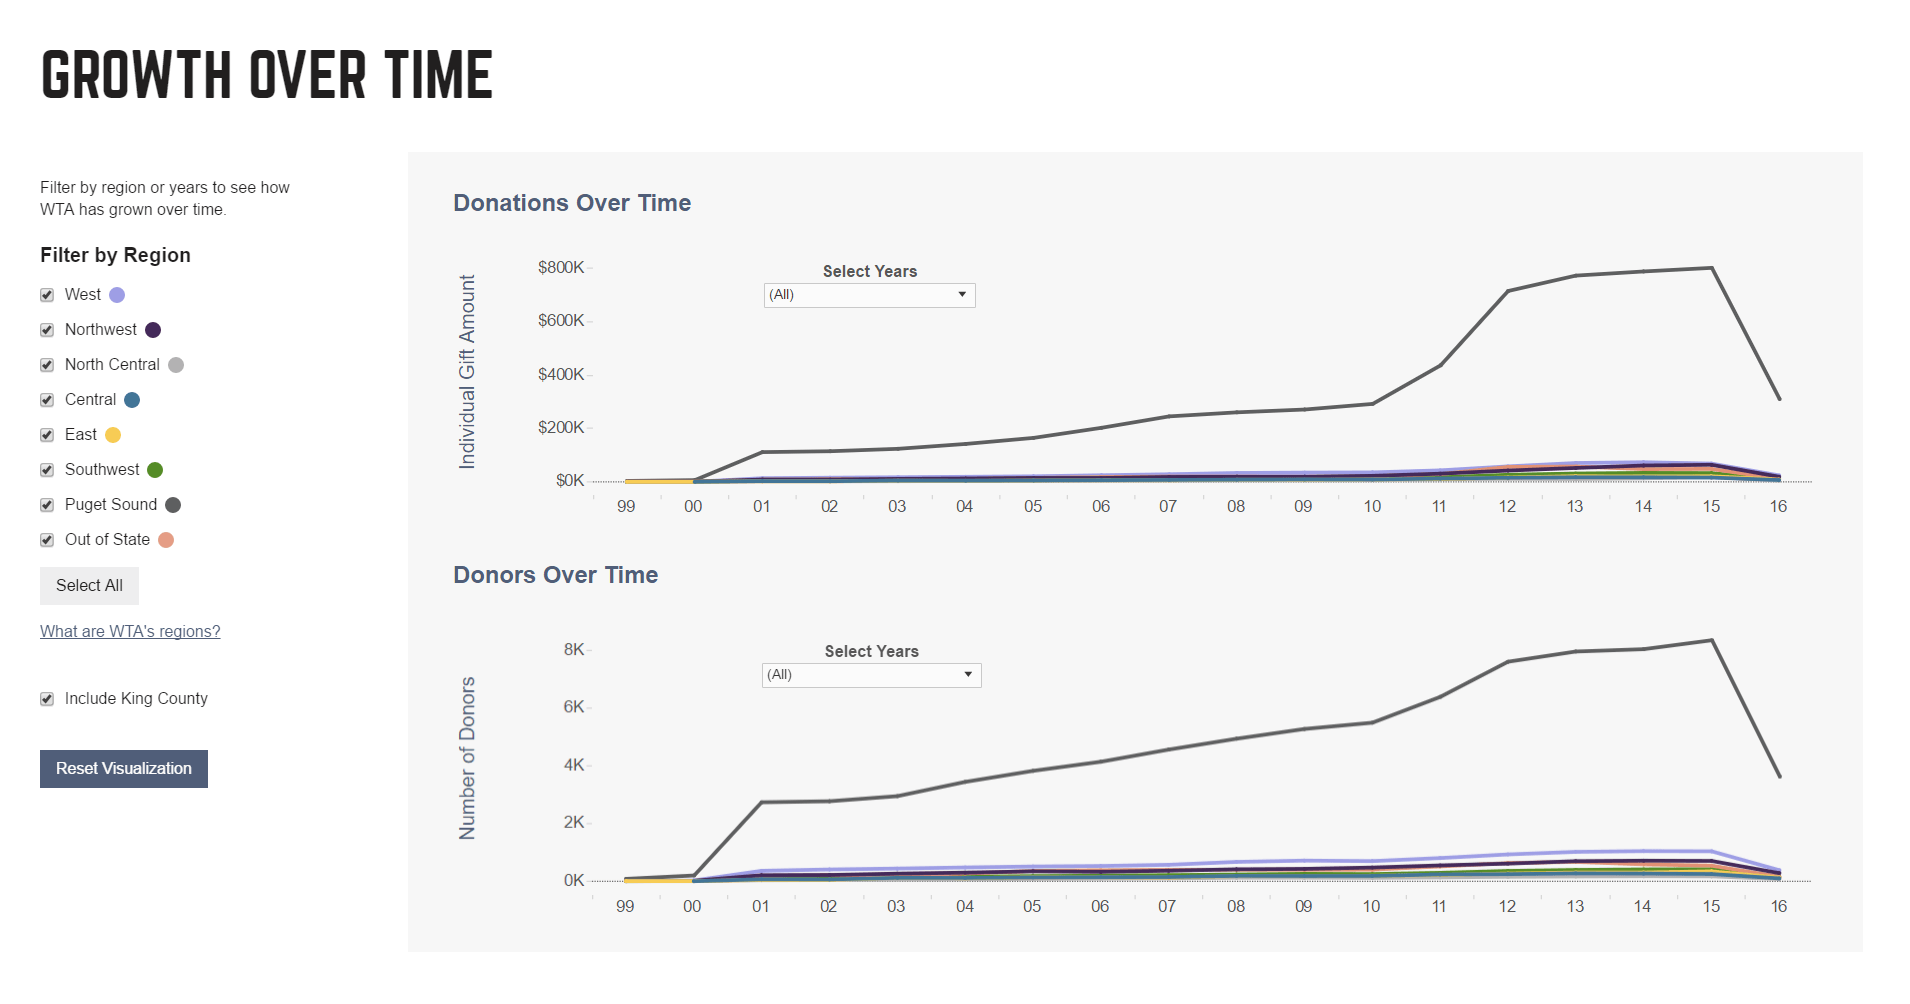 GROWTH OVER TIME
Filter by region or years to see how
WTA has grown over time.
Filter by Region
West
Northwest
North Central
Central
East
Southwest
Puget Sound
Out of State
Select All
What are WTA's regions?
Include King County
Reset Visualization
Donations Over Time
Individual Gift Amount
Select Years
(All)
$800K
$600K
$400K
$200K
$0K
99 00 01 02 03 04 05 06 07 08 09 10 11 12 13 14 15 16
Donors Over Time
Number of Donors
Select Years
(All)
8K
6K
4K
2K
0K
99 00 01 02 03 04 05 06 07 08 09 10 11 12 13 14 15 16